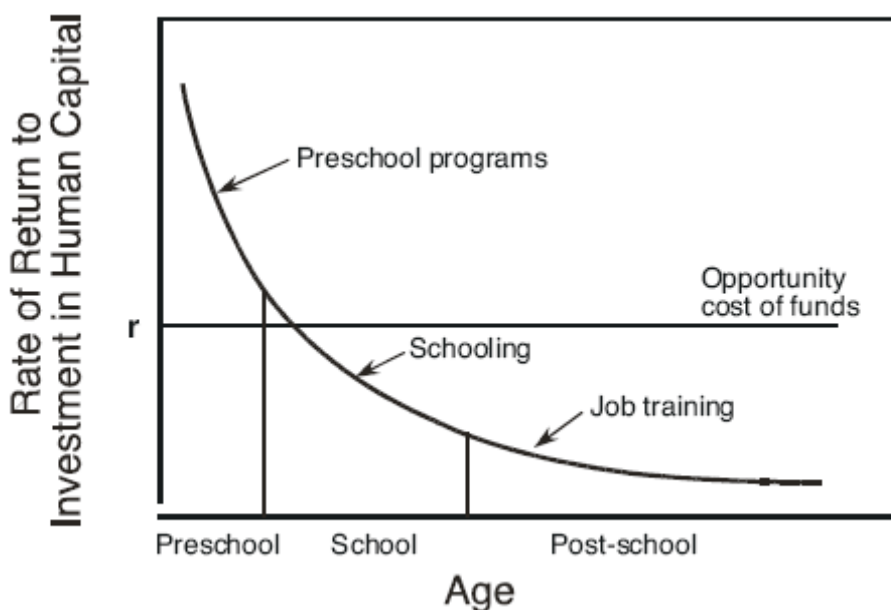 Rate of Return to
Investment in Human Capital
Preschool programs
Opportunity
cost of funds
r
Schooling
Job training
Preschool
School
Post-school
Age